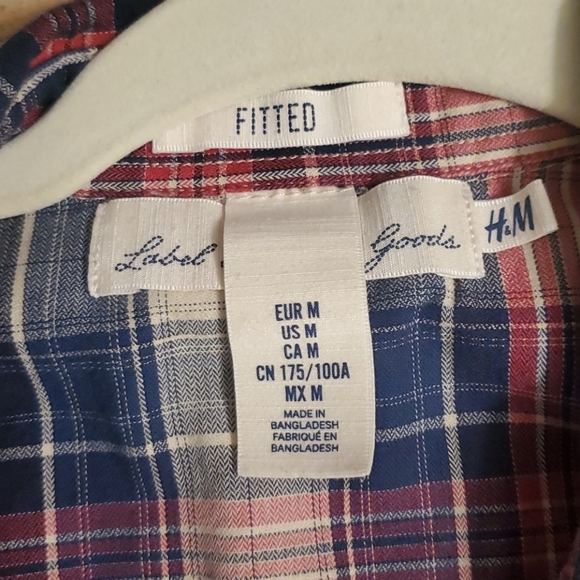 FITTED
Label Goods
H&M
EUR M
US M
CA M
CN 175/100A
MX M
MADE IN
BANGLADESH
FABRIQUÉ EN
BANGLADESH